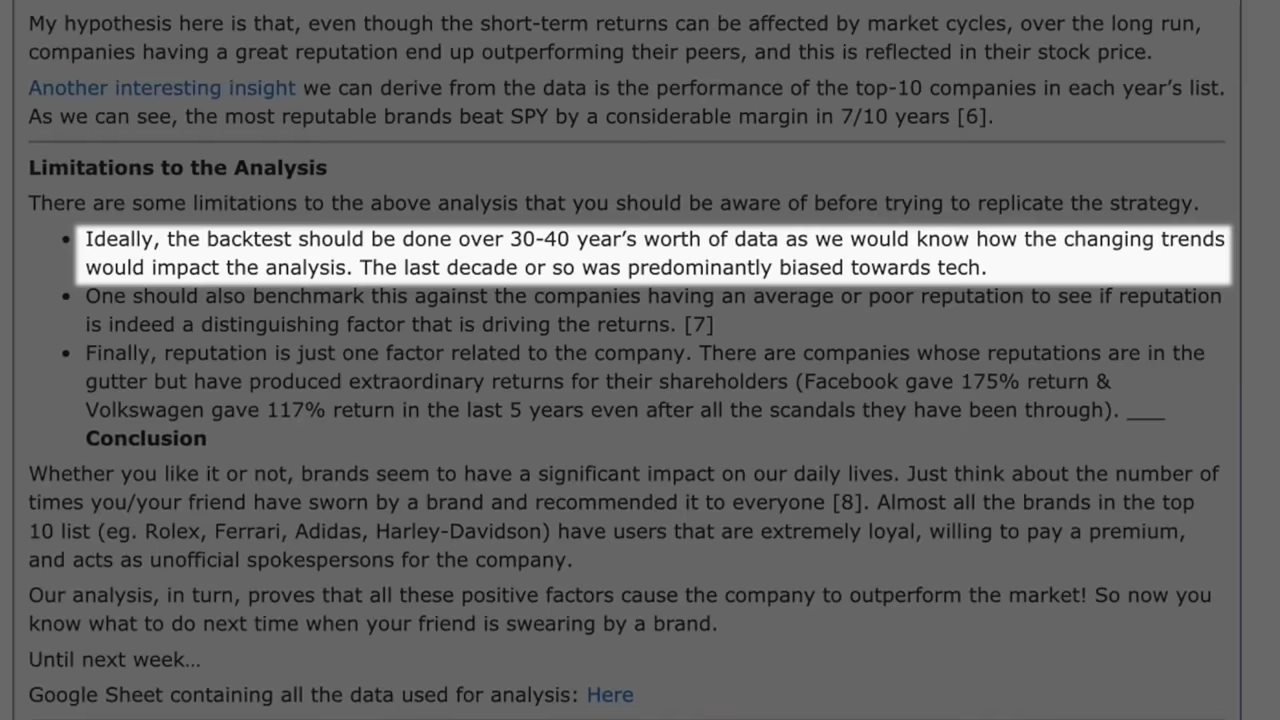 My hypothesis here is that, even though the short-term returns can be affected by market cycles, over the long run,
companies having a great reputation end up outperforming their peers, and this is reflected in their stock price.
Another interesting insight we can derive from the data is the performance of the top-10 companies in each year's list.
As we can see, the most reputable brands beat SPY by a considerable margin in 7/10 years [6].
Limitations to the Analysis
There are some limitations to the above analysis that you should be aware of before trying to replicate the strategy.
• Ideally, the backtest should be done over 30-40 year's worth of data as we would know how the changing trends
would impact the analysis. The last decade or so was predominantly biased towards tech.
• One should also benchmark this against the companies having an average or poor reputation to see if reputation
is indeed a distinguishing factor that is driving the returns. [7]
• Finally, reputation is just one factor related to the company. There are companies whose reputations are in the
gutter but have produced extraordinary returns for their shareholders (Facebook gave 175% return &
Volkswagen gave 117% return in the last 5 years even after all the scandals they have been through). ___
Conclusion
Whether you like it or not, brands seem to have a significant impact on our daily lives. Just think about the number of
times you/your friend have sworn by a brand and recommended it to everyone [8]. Almost all the brands in the top
10 list (eg. Rolex, Ferrari, Adidas, Harley-Davidson) have users that are extremely loyal, willing to pay a premium,
and acts as unofficial spokespersons for the company.
Our analysis, in turn, proves that all these positive factors cause the company to outperform the market! So now you
know what to do next time when your friend is swearing by a brand.
Until next week…
Google Sheet containing all the data used for analysis: Here